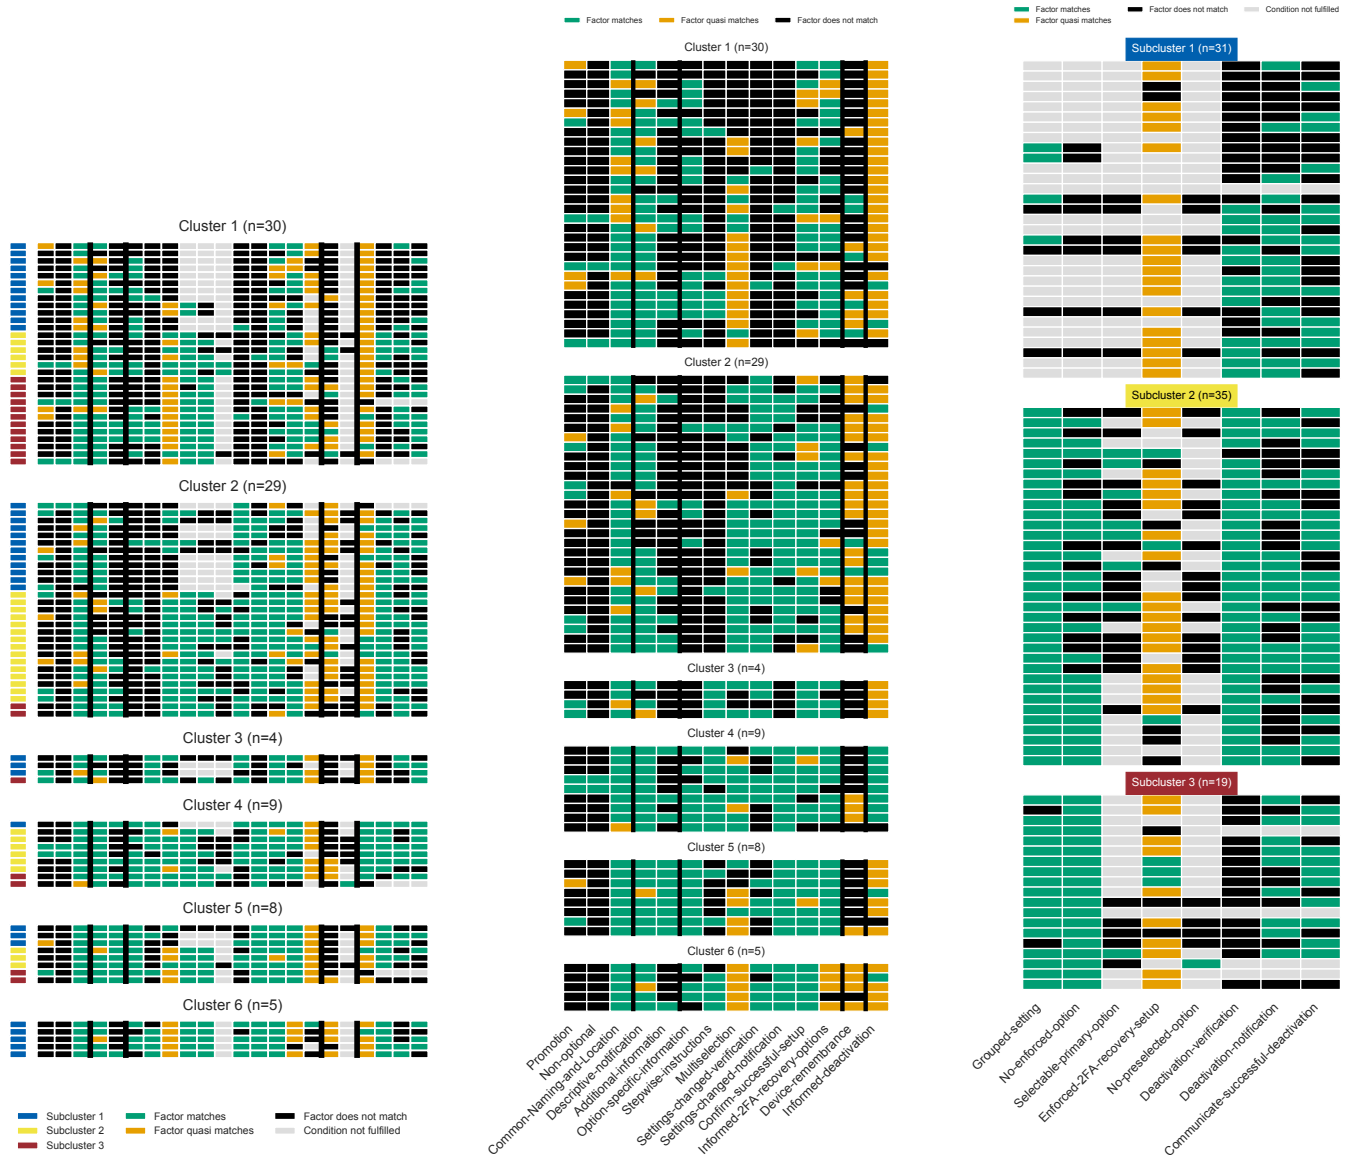 Cluster 1 (n=30)
Cluster 2 (n=29)
Cluster 3 (n=4)
Cluster 4 (n=9)
Cluster 5 (n=8)
Cluster 6 (n=5)
Subcluster 1
Subcluster 2
Subcluster 3
Factor matches
Factor quasi matches
Factor does not match
Condition not fulfilled
Factor matches
Factor quasi matches
Factor does not match
Cluster 1 (n=30)
Cluster 2 (n=29)
Cluster 3 (n=4)
Cluster 4 (n=9)
Cluster 5 (n=8)
Cluster 6 (n=5)
Promotion
Non-optional
Common-Naming-and-Location
Descriptive-notification
Additional-information
Option-specific-information
Stepwise-instructions
Multiselection
Settings-changed-verification
Settings-changed-notification
Confirm-successful-setup
Informed-2FA-recovery-options
Device-remembrance
Informed-deactivation
Factor matches
Factor quasi matches
Factor does not match
Condition not fulfilled
Subcluster 1 (n=31)
Subcluster 2 (n=35)
Subcluster 3 (n=19)
Grouped-setting
No-enforced-option
Selectable-primary-option
Enforced-2FA-recovery-setup
No-preselected-option
Deactivation-verification
Deactivation-notification
Communicate-successful-deactivation